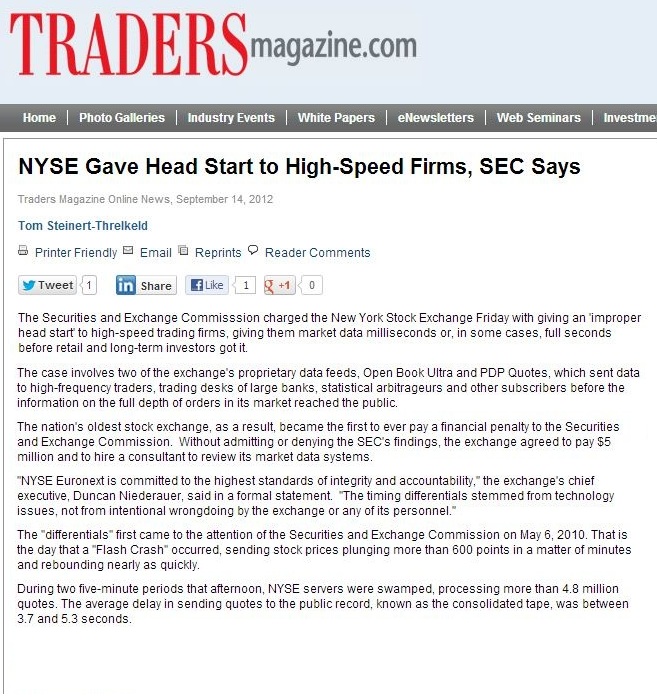 TRADERS magazine.com
Home | Photo Galleries | Industry Events | White Papers | eNewsletters | Web Seminars | Investme
NYSE Gave Head Start to High-Speed Firms, SEC Says
Traders Magazine Online News, September 14, 2012
Tom Steinert-Threlkeld
Printer Friendly Email Reprints Reader Comments
Tweet 1 in Share f Like 1 g +1 0
The Securities and Exchange Commisssion charged the New York Stock Exchange Friday with giving an 'improper
head start' to high-speed trading firms, giving them market data milliseconds or, in some cases, full seconds
before retail and long-term investors got it.
The case involves two of the exchange's proprietary data feeds, Open Book Ultra and PDP Quotes, which sent data
to high-frequency traders, trading desks of large banks, statistical arbitrageurs and other subscribers before the
information on the full depth of orders in its market reached the public.
The nation's oldest stock exchange, as a result, became the first to ever pay a financial penalty to the Securities
and Exchange Commission.  Without admitting or denying the SEC's findings, the exchange agreed to pay $5
million and to hire a consultant to review its market data systems.
"NYSE Euronext is committed to the highest standards of integrity and accountability," the exchange's chief
executive, Duncan Niederauer, said in a formal statement.  "The timing differentials stemmed from technology
issues, not from intentional wrongdoing by the exchange or any of its personnel."
The "differentials" first came to the attention of the Securities and Exchange Commission on May 6, 2010. That is
the day that a "Flash Crash" occurred, sending stock prices plunging more than 600 points in a matter of minutes
and rebounding nearly as quickly.
During two five-minute periods that afternoon, NYSE servers were swamped, processing more than 4.8 million
quotes. The average delay in sending quotes to the public record, known as the consolidated tape, was between
3.7 and 5.3 seconds.